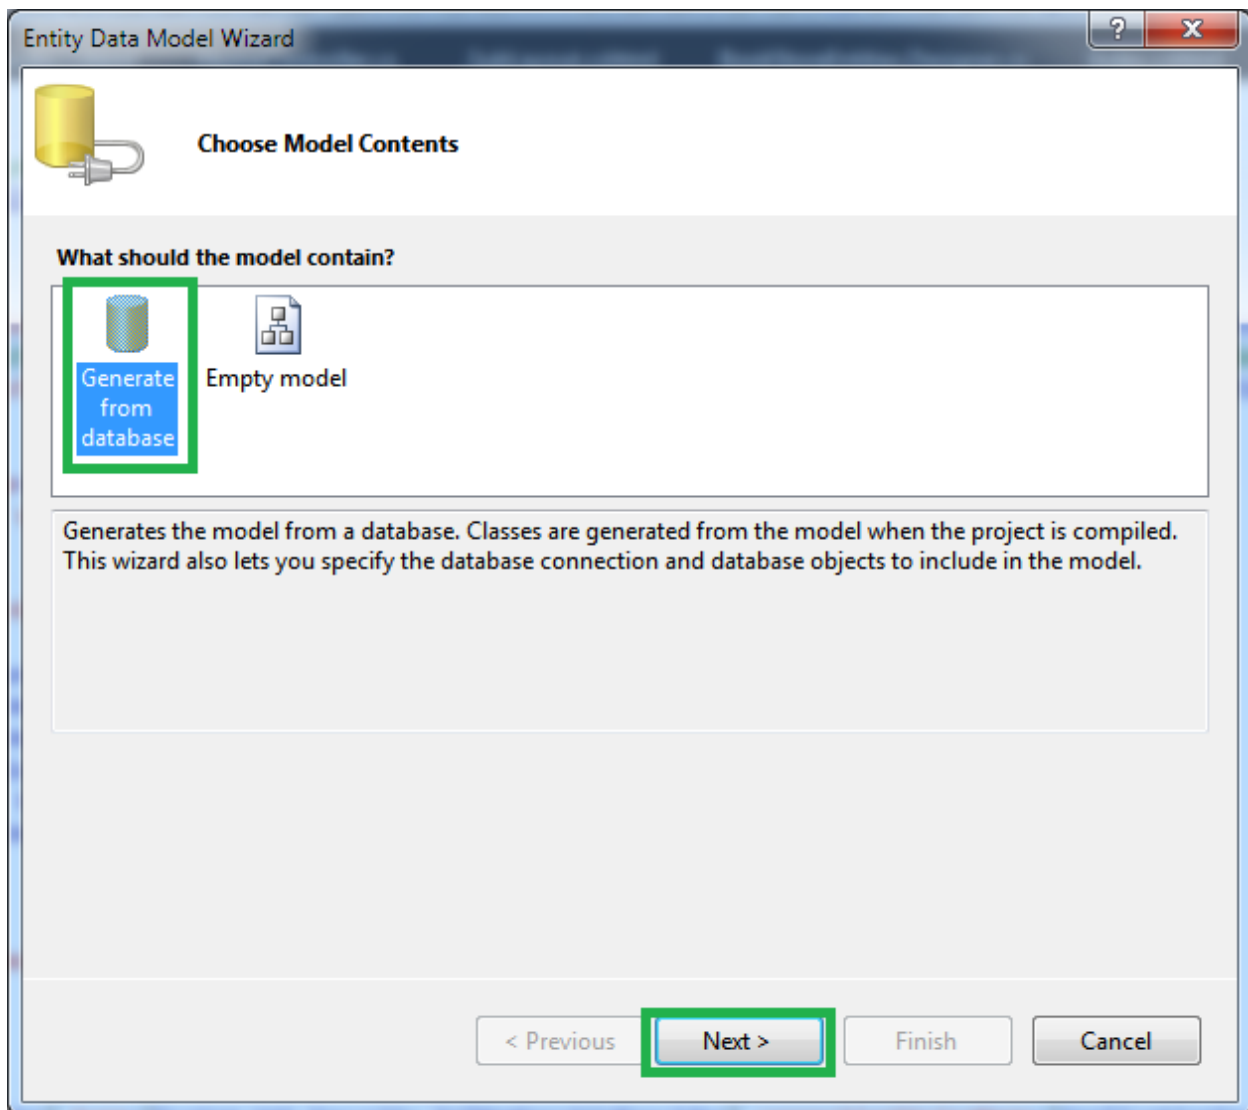 Entity Data Model Wizard
?
X
Choose Model Contents
What should the model contain?
Generate
from
database
Empty model
Generates the model from a database. Classes are generated from the model when the project is compiled.
This wizard also lets you specify the database connection and database objects to include in the model.
< Previous
Next >
Finish
Cancel